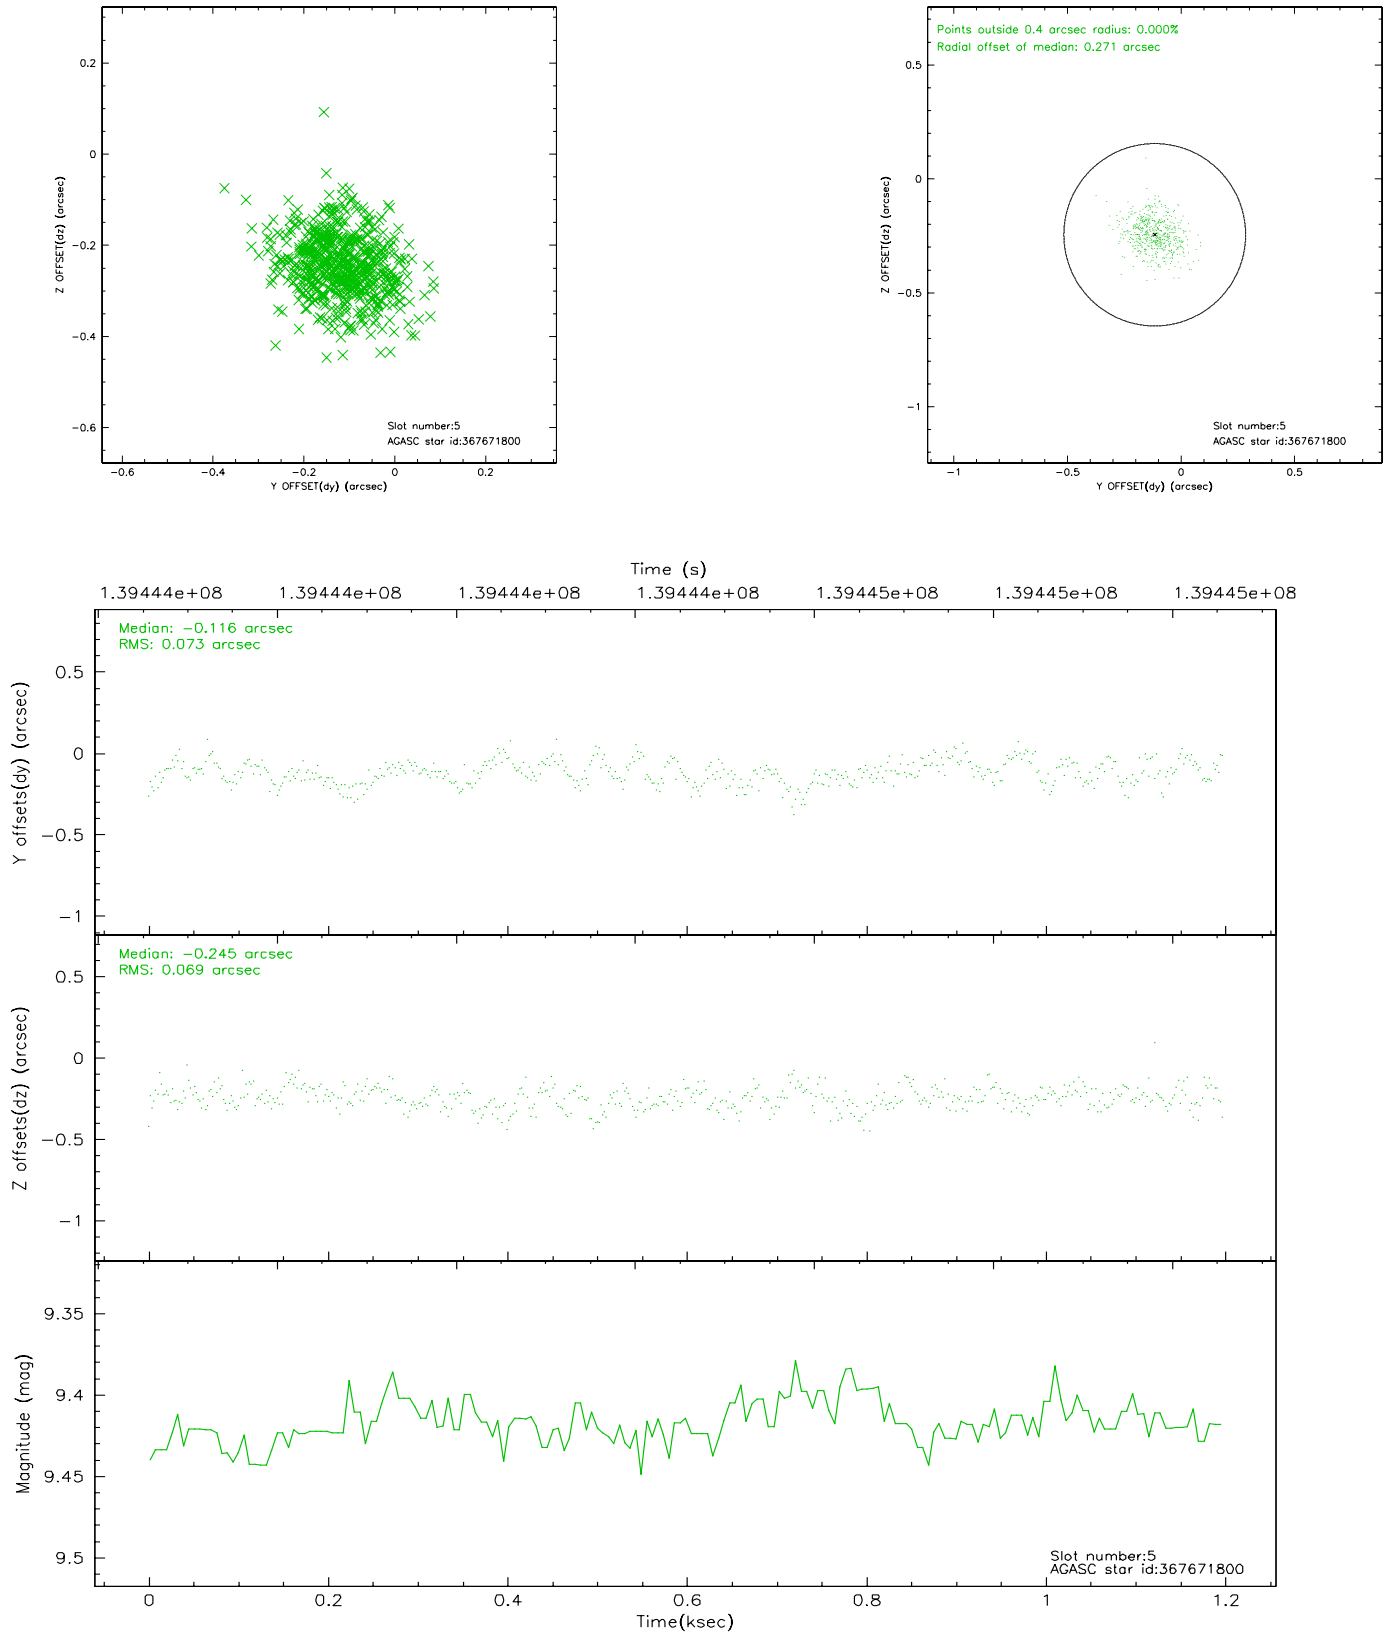 0.2
0
−0.2
−0.4
−0.6
Z OFFSET(dz) (arcsec)
Slot number:5
AGASC star id:367671800
−0.6 −0.4 −0.2 0 0.2
Y OFFSET(dy) (arcsec)
Points outside 0.4 arcsec radius: 0.000%
Radial offset of median: 0.271 arcsec
0.5
0
−0.5
−1
Z OFFSET(dz) (arcsec)
Slot number:5
AGASC star id:367671800
−1 −0.5 0 0.5
Y OFFSET(dy) (arcsec)
Time (s)
1.39444e+08 1.39444e+08 1.39444e+08 1.39444e+08 1.39445e+08 1.39445e+08 1.39445e+08
Median: −0.116 arcsec
RMS: 0.073 arcsec
0.5
0
−0.5
−1
Y offsets(dy) (arcsec)
Median: −0.245 arcsec
RMS: 0.069 arcsec
0.5
0
−0.5
−1
Z offsets(dz) (arcsec)
9.35
9.4
9.45
9.5
Magnitude (mag)
Slot number:5
AGASC star id:367671800
0 0.2 0.4 0.6 0.8 1 1.2
Time(ksec)